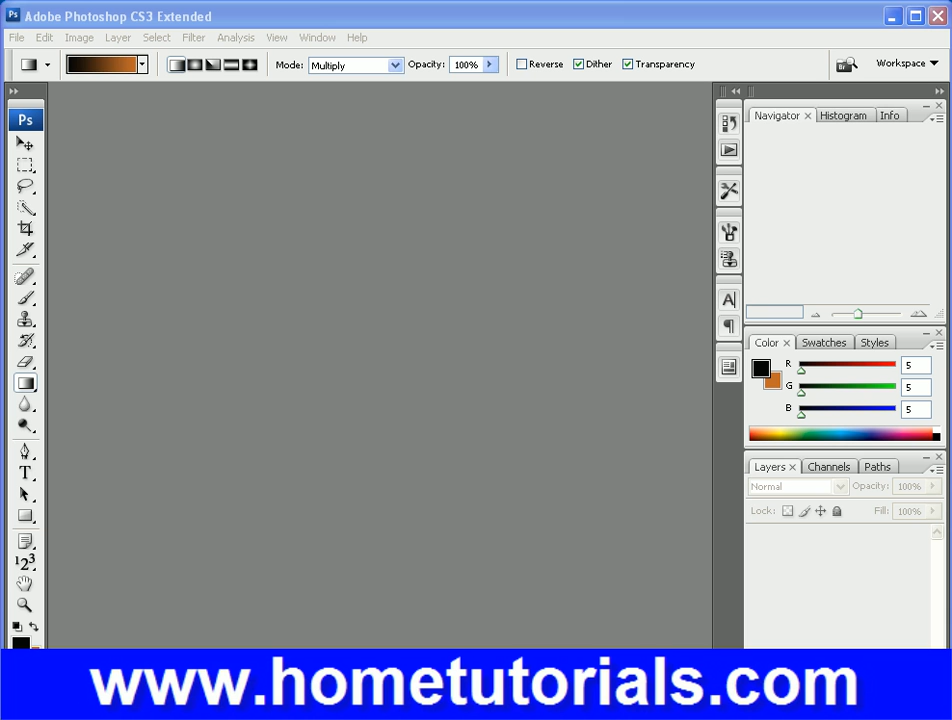 Ps Adobe Photoshop CS3 Extended
File Edit Image Layer Select Filter Analysis View Window Help
Mode: Multiply Opacity: 100% Reverse Dither Transparency Workspace
Ps
Navigator Histogram Info
Color Swatches Styles
R 5
G 5
B 5
Layers Channels Paths
Normal Opacity: 100%
Lock: Fill: 100%
T
123
www.hometutorials.com